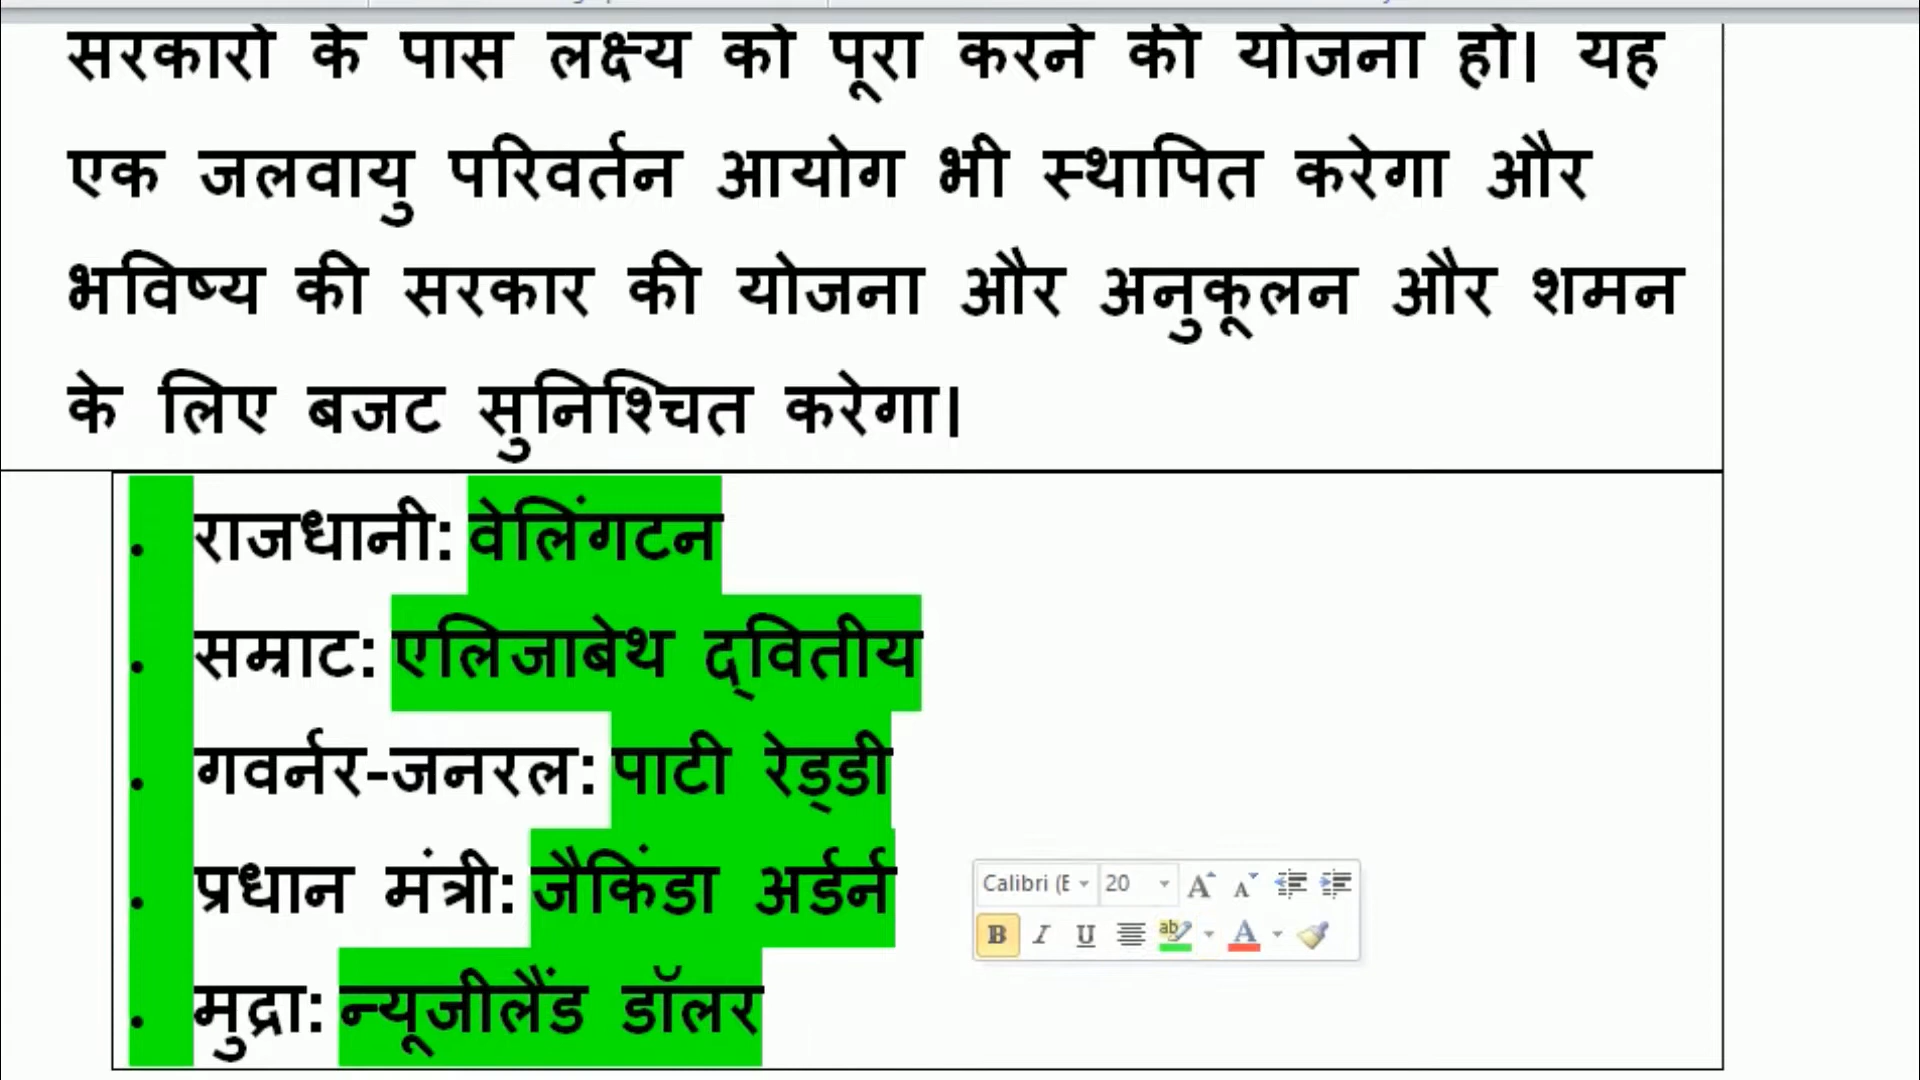 सरकारों के पास लक्ष्य को पूरा करने की योजना हो। यह
एक जलवायु परिवर्तन आयोग भी स्थापित करेगा और
भविष्य की सरकार की योजना और अनुकूलन और शमन
के लिए बजट सुनिश्चित करेगा।
• राजधानी: वेलिंगटन
• सम्राट: एलिजाबेथ द्वितीय
• गवर्नर-जनरल: पाटी रेड्डी
• प्रधान मंत्री: जैकिंडा अर्डर्न
• मुद्रा: न्यूजीलैंड डॉलर
Calibri (E 20
B I U